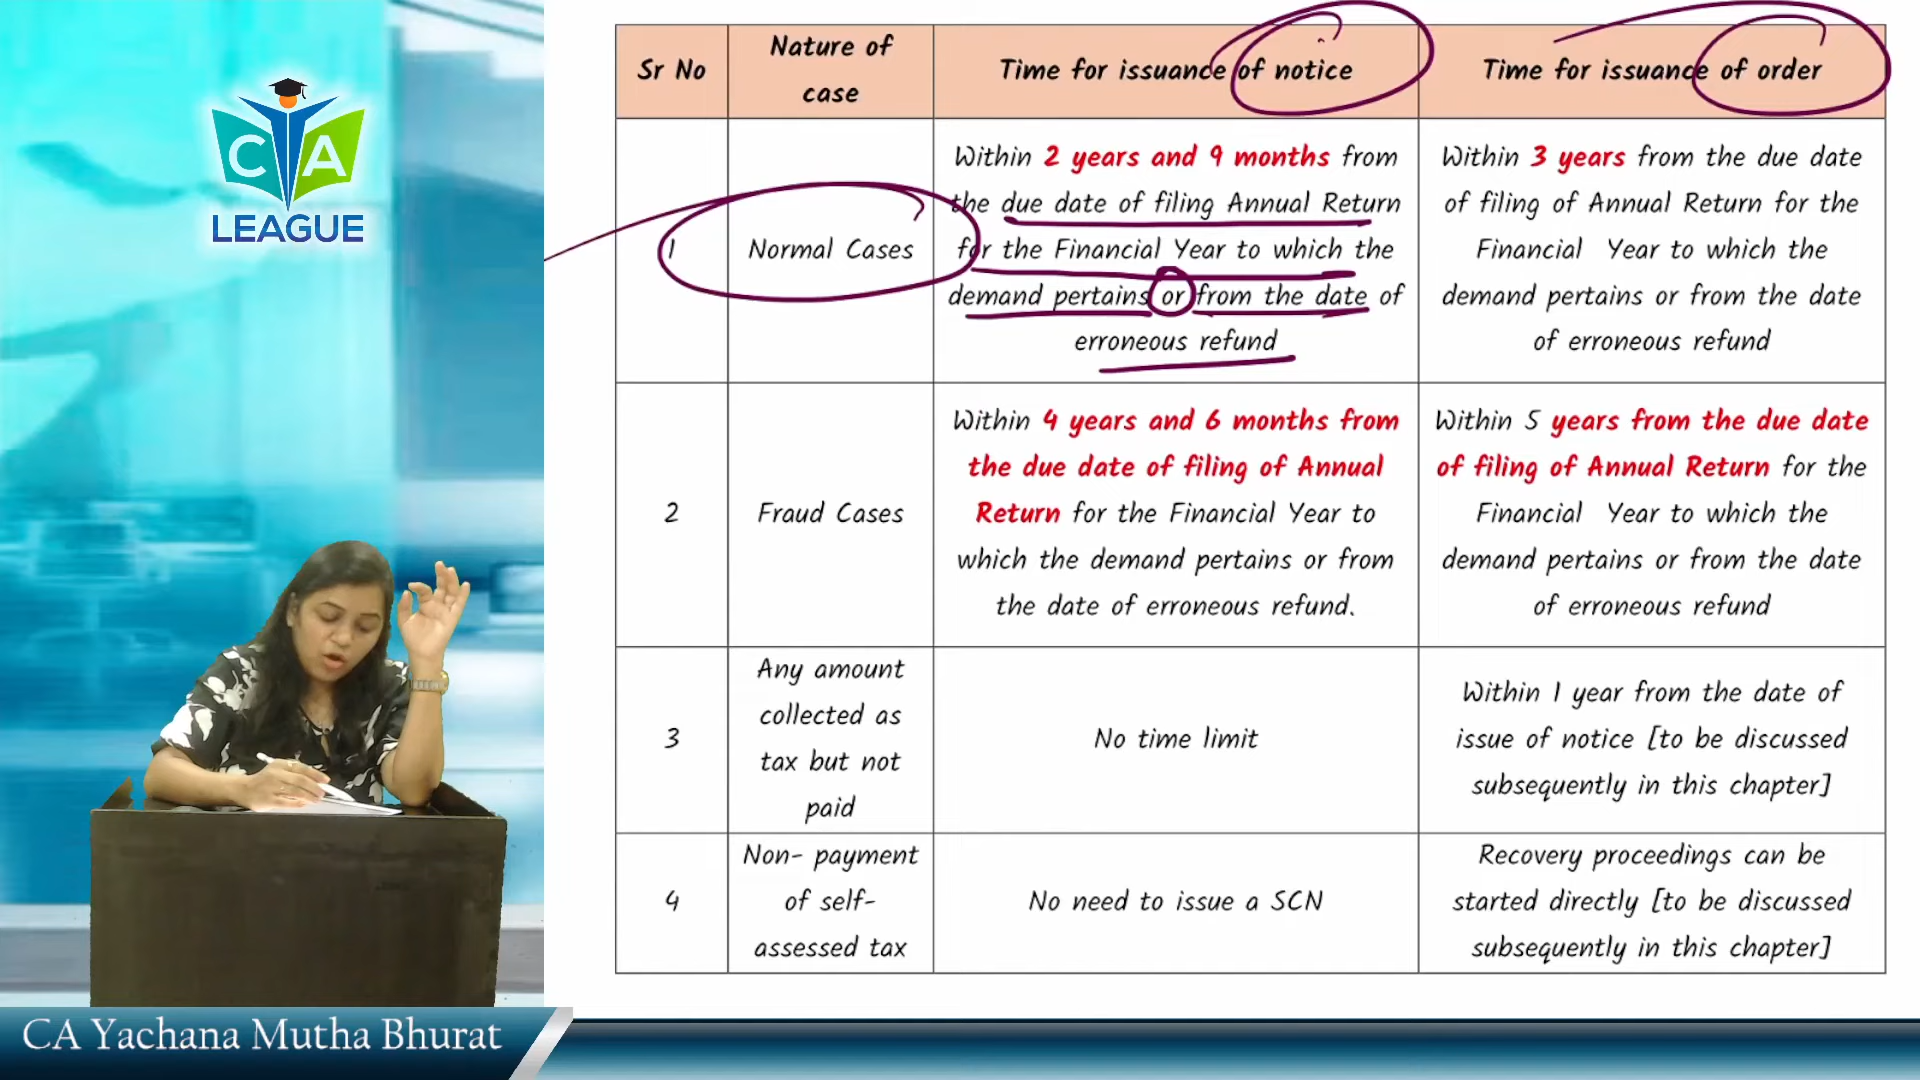 CA
LEAGUE
Sr No
Nature of
case
Time for issuance of notice
Time for issuance of order
1
Normal Cases
Within 2 years and 9 months from
the due date of filing Annual Return
for the Financial Year to which the
demand pertains or from the date of
erroneous refund
Within 3 years from the due date
of filing of Annual Return for the
Financial Year to which the
demand pertains or from the date
of erroneous refund
2
Fraud Cases
Within 4 years and 6 months from
the due date of filing of Annual
Return for the Financial Year to
which the demand pertains or from
the date of erroneous refund.
Within 5 years from the due date
of filing of Annual Return for the
Financial Year to which the
demand pertains or from the date
of erroneous refund
3
Any amount
collected as
tax but not
paid
No time limit
Within 1 year from the date of
issue of notice [to be discussed
subsequently in this chapter]
4
Non- payment
of self-
assessed tax
No need to issue a SCN
Recovery proceedings can be
started directly [to be discussed
subsequently in this chapter]
CA Yachana Mutha Bhurat